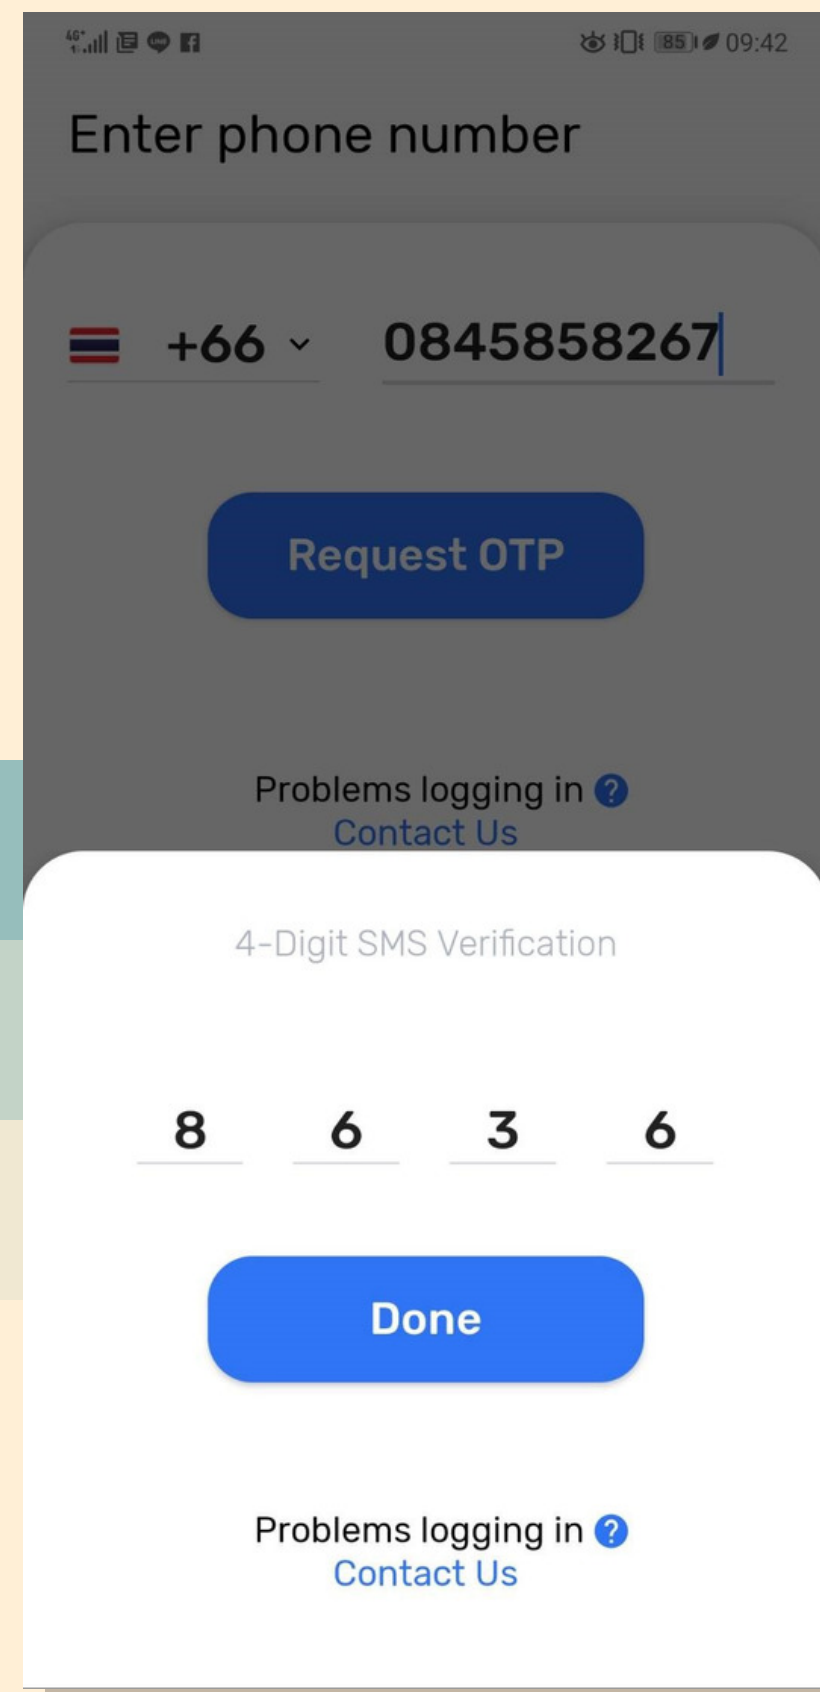 85 09:42
Enter phone number
+66 0845858267
Request OTP
Problems logging in ?
Contact Us
4-Digit SMS Verification
8 6 3 6
Done
Problems logging in ?
Contact Us